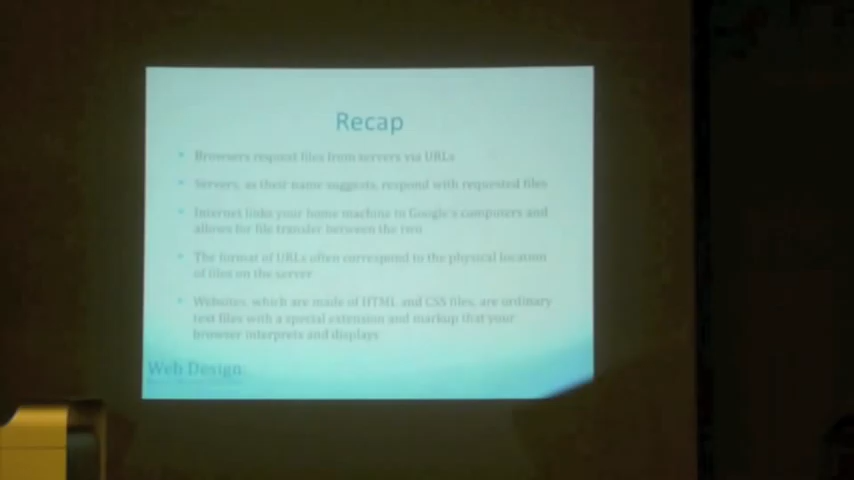 Recap
Browsers request files from servers via URLs
Servers, as their name suggests, respond with requested files
Internet links your home machine to Google's computers and
allows for file transfer between the two
The format of URLs often correspond to the physical location
of files on the server
Websites, which are made of HTML and CSS files, are ordinary
text files with a special extension and markup that your
browser interprets and displays
Web Design